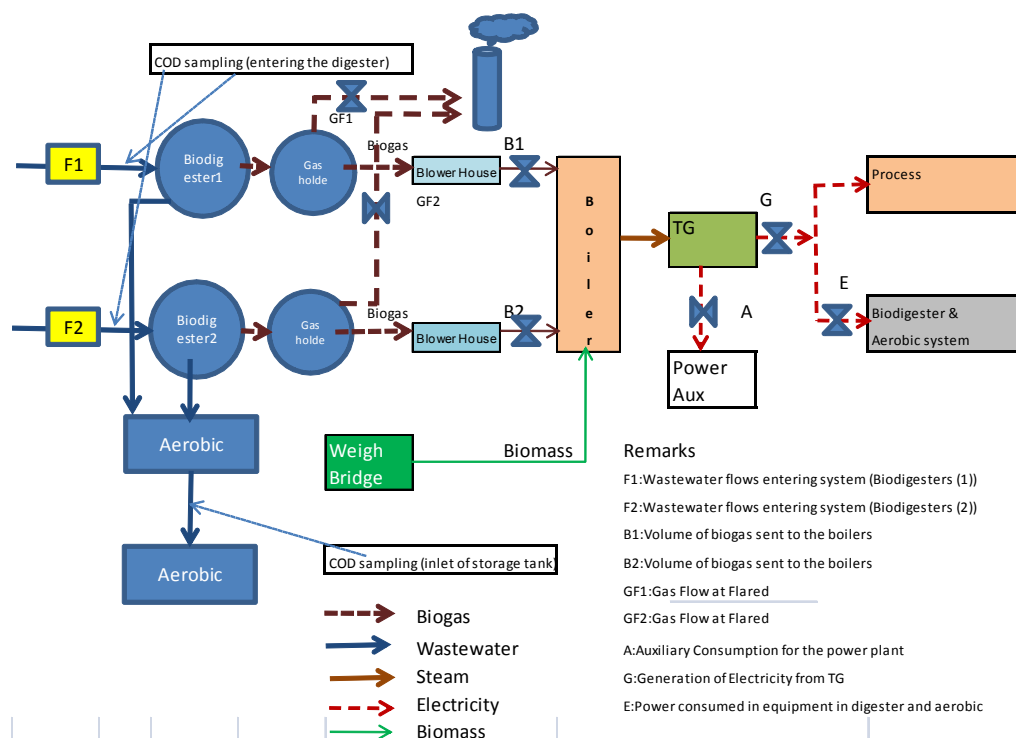 COD sampling (entering the digester)
GF1
B1
F1
Biodig
ester1
Gas
holde
Biogas
Blower House
GF2
Process
G
TG
B
o
i
l
e
r
E
F2
Biodig
ester2
Gas
holde
Biogas
Blower House
B2
A
Biodigester &
Aerobic system
Power
Aux
Aerobic
Weigh
Bridge
Biomass
Aerobic
COD sampling (inlet of storage tank)
Biogas
Wastewater
Steam
Electricity
Biomass
Remarks
F1:Wastewater flows entering system (Biodigesters (1))
F2:Wastewater flows entering system (Biodigesters (2))
B1:Volume of biogas sent to the boilers
B2:Volume of biogas sent to the boilers
GF1:Gas Flow at Flared
GF2:Gas Flow at Flared
A:Auxiliary Consumption for the power plant
G:Generation of Electricity from TG
E:Power consumed in equipment in digester and aerobic